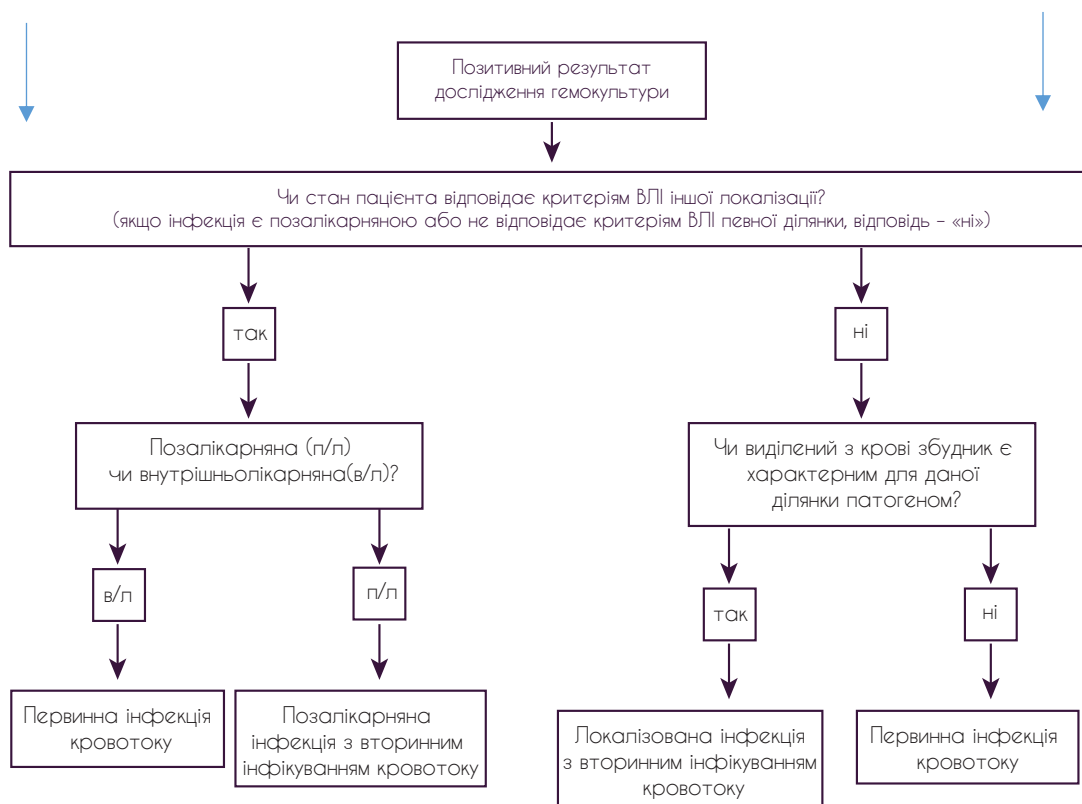 Позитивний результат
дослідження гемокультури
Чи стан пацієнта відповідає критеріям ВЛІ іншої локалізації?
(якщо інфекція є позалікарняною або не відповідає критеріям ВЛІ певної ділянки, відповідь – «ні»)
так
ні
Позалікарняна (п/л)
чи внутрішньолікарняна(в/л)?
Чи виділений з крові збудник є
характерним для даної
ділянки патогеном?
в/л
п/л
так
ні
Первинна інфекція
кровотоку
Позалікарняна
інфекція з вторинним
інфікуванням кровотоку
Локалізована інфекція
з вторинним інфікуванням
кровотоку
Первинна інфекція
кровотоку